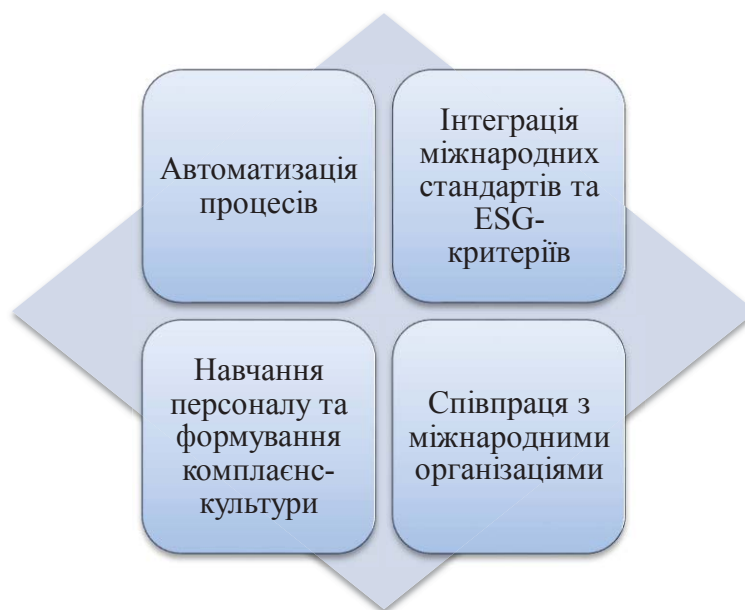 Автоматизація
процесів
Інтеграція
міжнародних
стандартів та
ESG-
критеріїв
Навчання
персоналу та
формування
комплаєнс-
культури
Співпраця з
міжнародними
організаціями